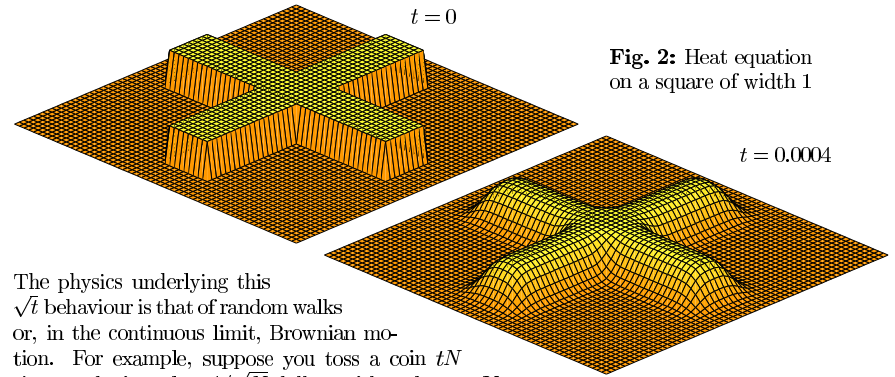 t = 0
Fig. 2: Heat equation
on a square of width 1
t = 0.0004
The physics underlying this
√t behaviour is that of random walks
or, in the continuous limit, Brownian mo-
tion. For example, suppose you toss a coin tN